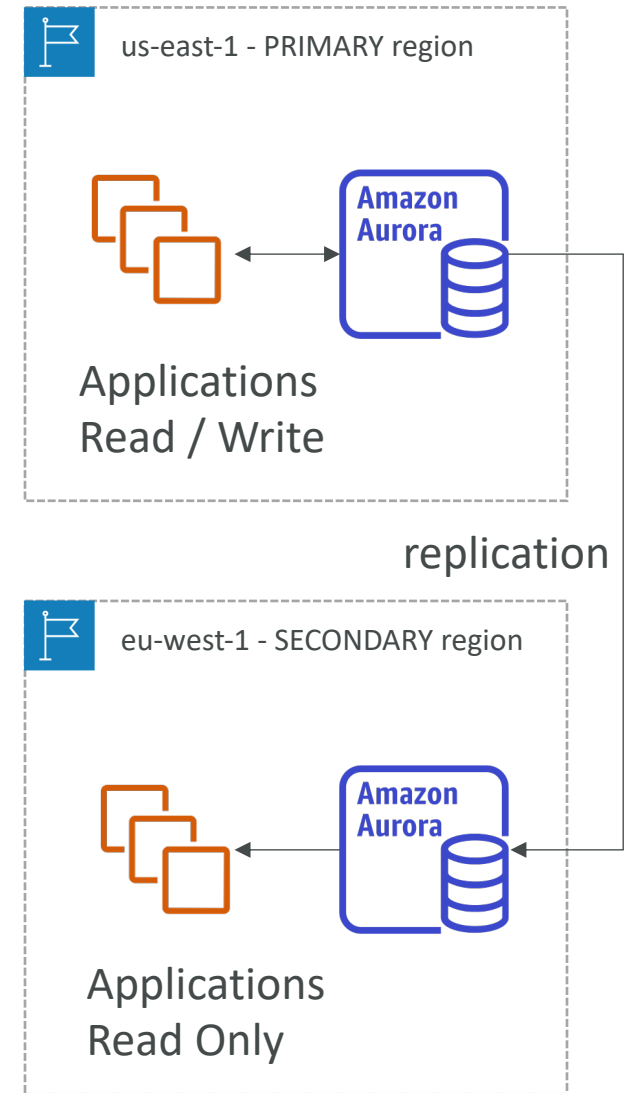 us-east-1 - PRIMARY region
Amazon
Aurora
Applications
Read / Write
replication
eu-west-1 - SECONDARY region
Amazon
Aurora
Applications
Read Only